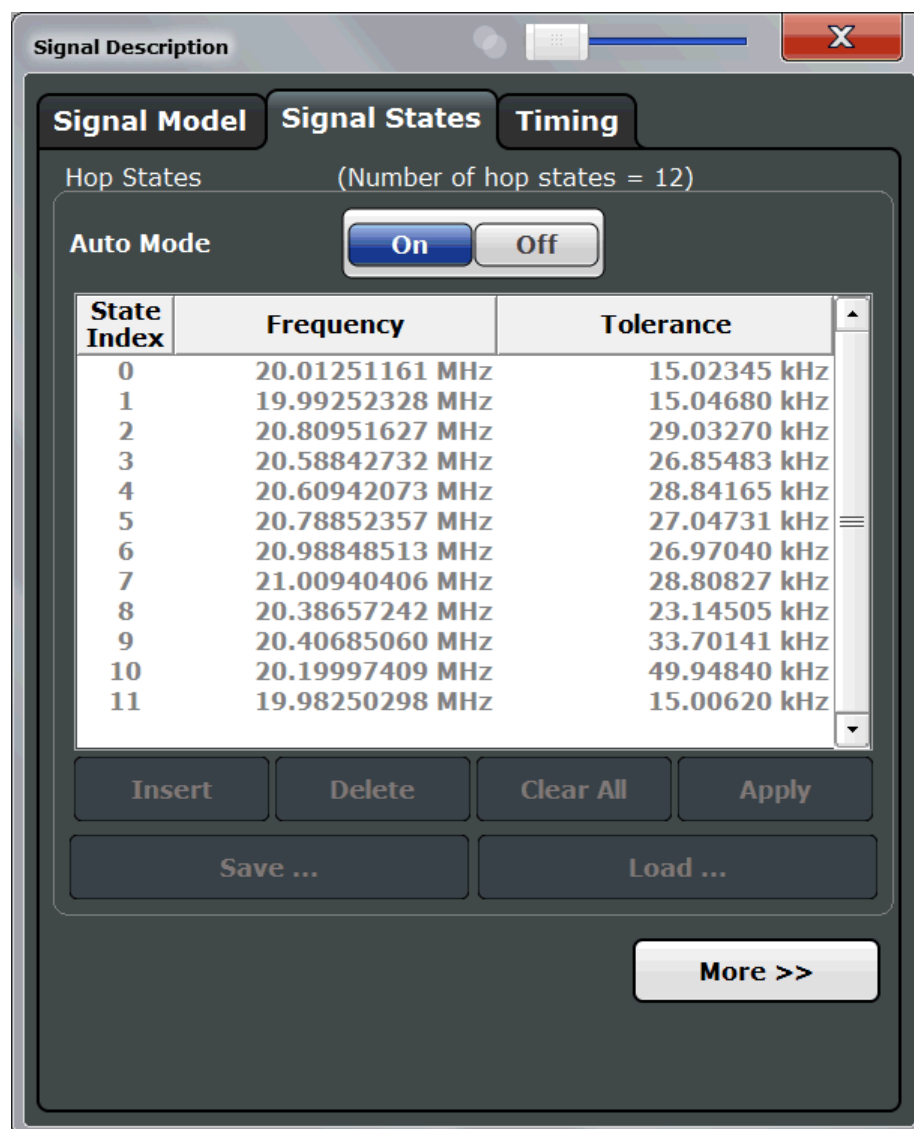 Signal Description
X
Signal Model Signal States Timing
Hop States (Number of hop states = 12)
Auto Mode On Off
State Index Frequency Tolerance
0 20.01251161 MHz 15.02345 kHz
1 19.99252328 MHz 15.04680 kHz
2 20.80951627 MHz 29.03270 kHz
3 20.58842732 MHz 26.85483 kHz
4 20.60942073 MHz 28.84165 kHz
5 20.78852357 MHz 27.04731 kHz
6 20.98848513 MHz 26.97040 kHz
7 21.00940406 MHz 28.80827 kHz
8 20.38657242 MHz 23.14505 kHz
9 20.40685060 MHz 33.70141 kHz
10 20.19997409 MHz 49.94840 kHz
11 19.98250298 MHz 15.00620 kHz
Insert Delete Clear All Apply
Save ... Load ...
More >>